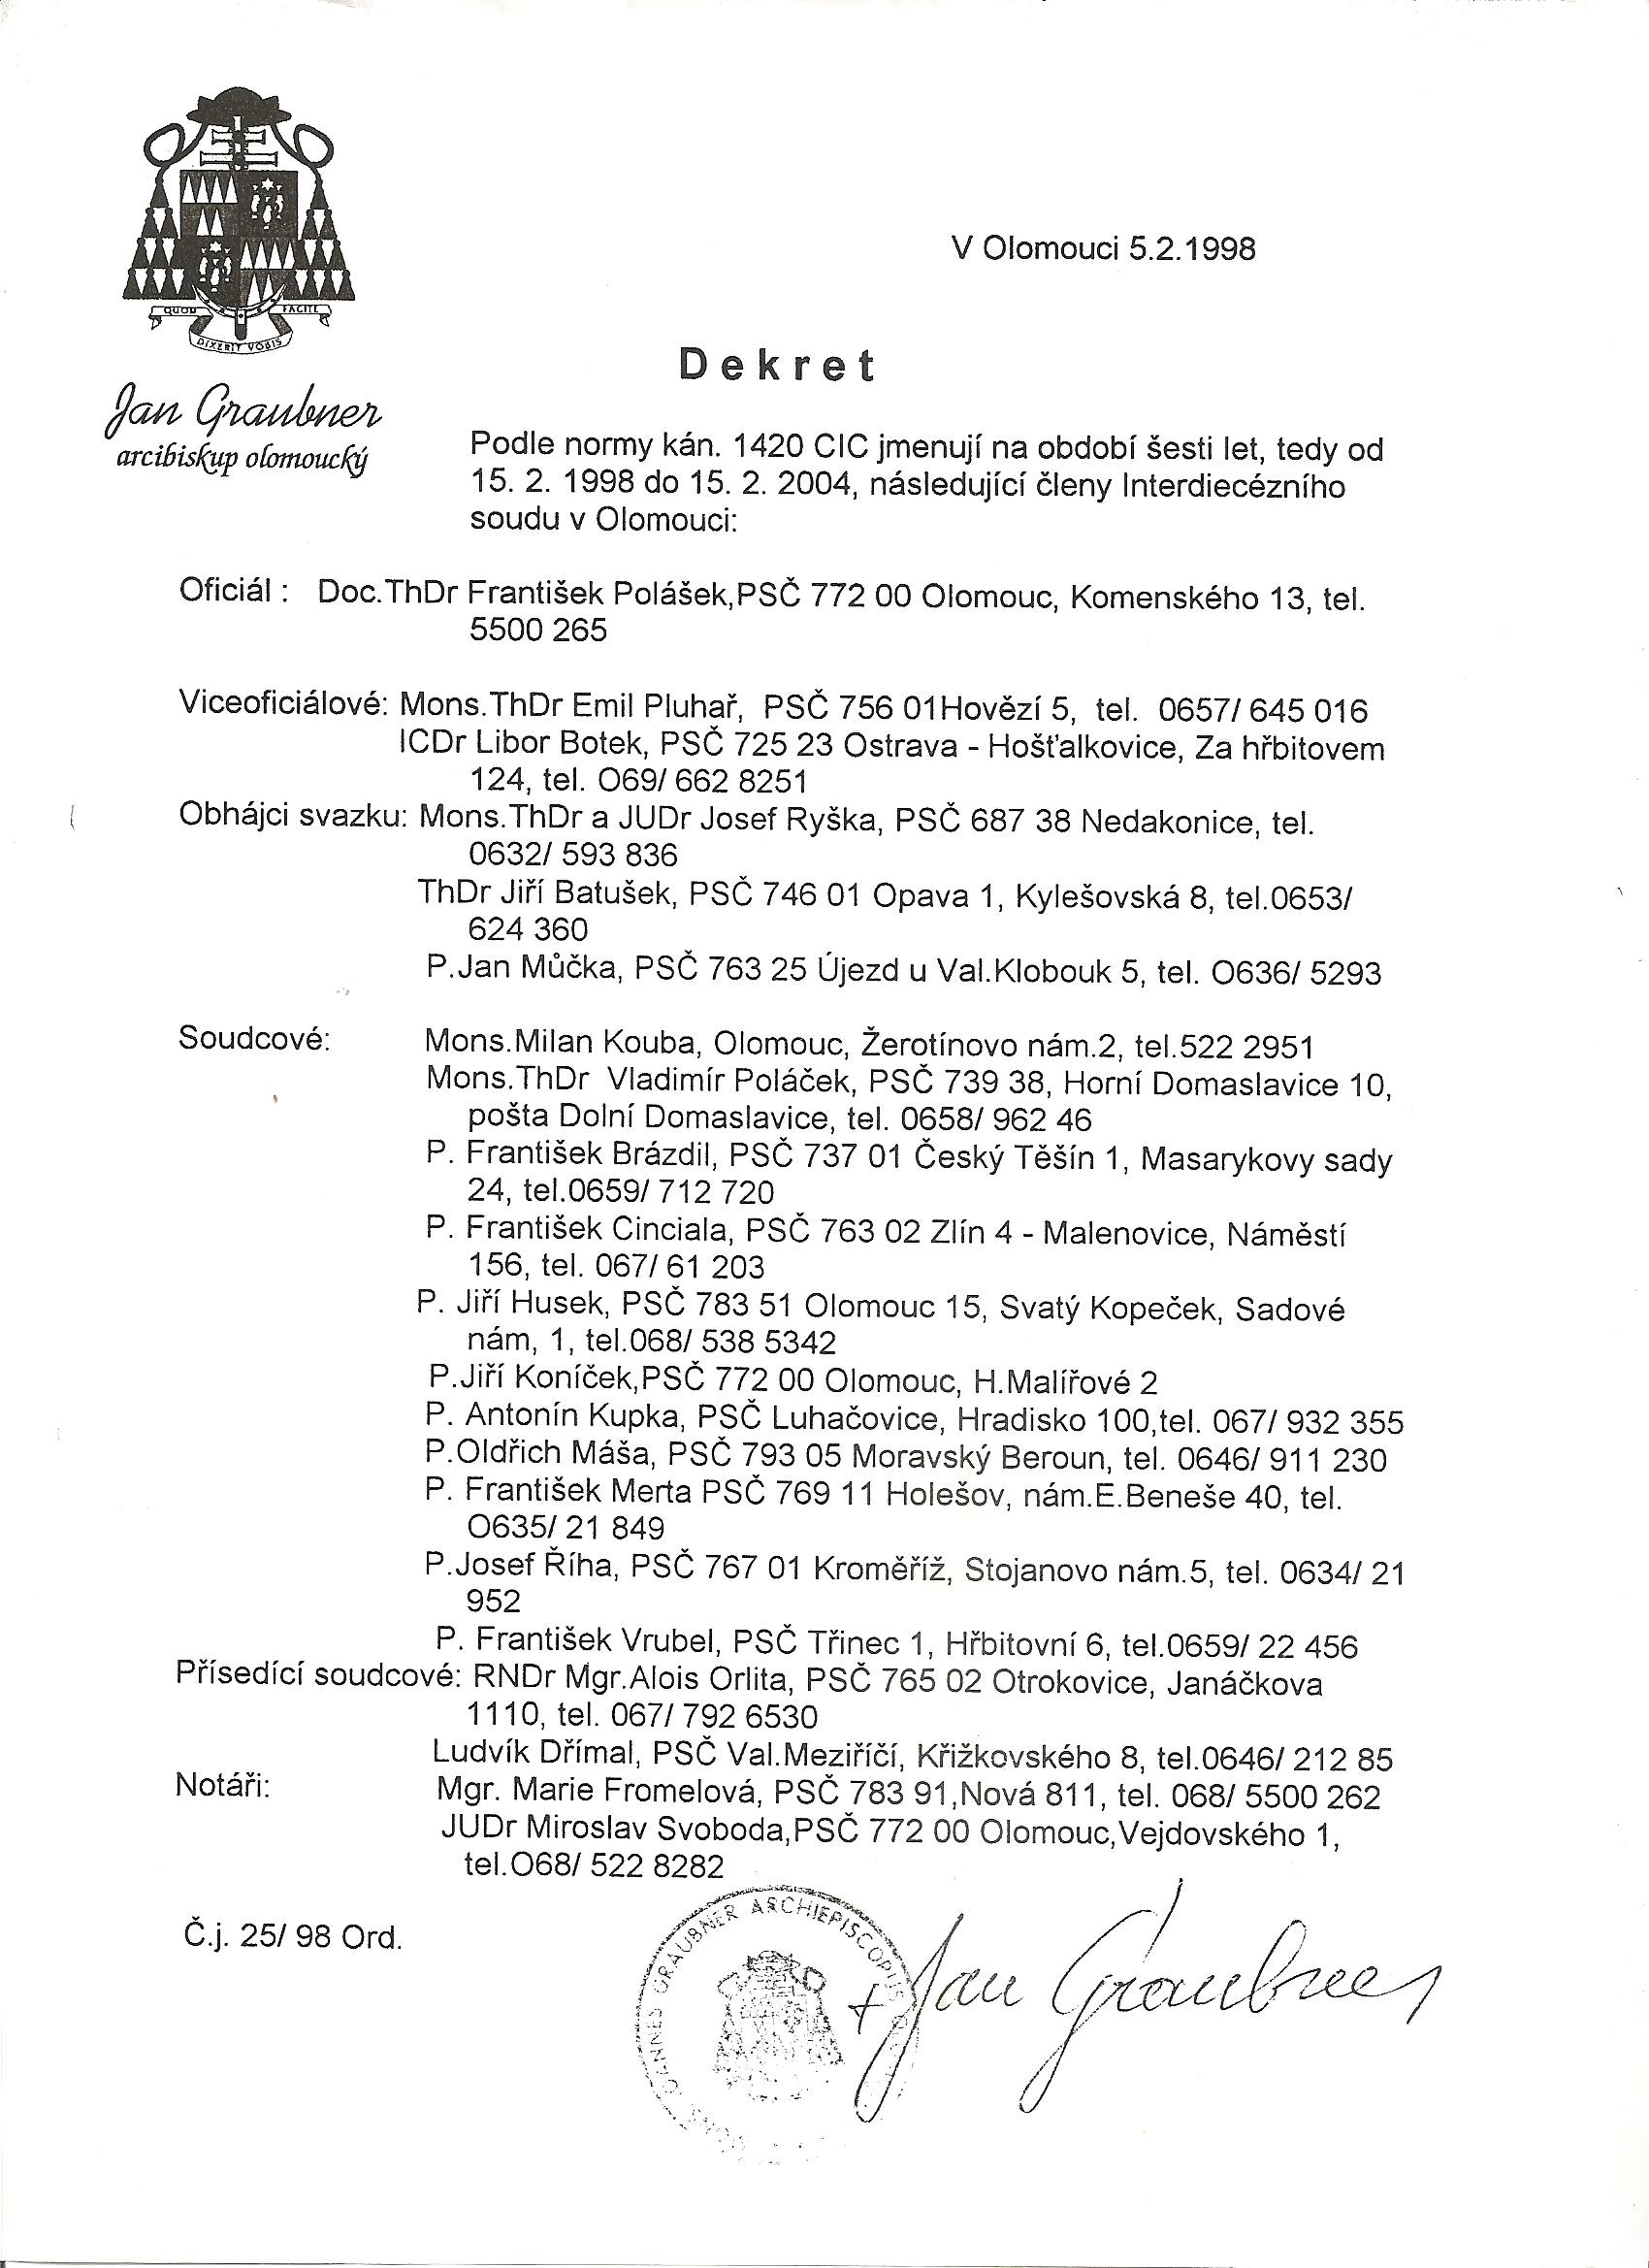 QUOD FACITE
DIXERIT VOBIS
Jan Graubner
arcibiskup olomoucký
V Olomouci 5.2.1998
Dekret
Podle normy kán. 1420 CIC jmenují na období šesti let, tedy od
15. 2. 1998 do 15. 2. 2004, následující členy Interdiecézního
soudu v Olomouci:
Oficiál : Doc.ThDr František Polášek,PSČ 772 00 Olomouc, Komenského 13, tel.
5500 265
Viceoficiálové: Mons.ThDr Emil Pluhař, PSČ 756 01Hovězí 5, tel. 0657/ 645 016
ICDr Libor Botek, PSČ 725 23 Ostrava - Hošťalkovice, Za hřbitovem
124, tel. O69/ 662 8251
Obhájci svazku: Mons.ThDr a JUDr Josef Ryška, PSČ 687 38 Nedakonice, tel.
0632/ 593 836
ThDr Jiří Batušek, PSČ 746 01 Opava 1, Kylešovská 8, tel.0653/
624 360
P.Jan Můčka, PSČ 763 25 Újezd u Val.Klobouk 5, tel. O636/ 5293
Soudcové: Mons.Milan Kouba, Olomouc, Žerotínovo nám.2, tel.522 2951
Mons.ThDr Vladimír Poláček, PSČ 739 38, Horní Domaslavice 10,
pošta Dolní Domaslavice, tel. 0658/ 962 46
P. František Brázdil, PSČ 737 01 Český Těšín 1, Masarykovy sady
24, tel.0659/ 712 720
P. František Cinciala, PSČ 763 02 Zlín 4 - Malenovice, Náměstí
156, tel. 067/ 61 203
P. Jiří Husek, PSČ 783 51 Olomouc 15, Svatý Kopeček, Sadové
nám, 1, tel.068/ 538 5342
P.Jiří Koníček,PSČ 772 00 Olomouc, H.Malířové 2
P. Antonín Kupka, PSČ Luhačovice, Hradisko 100,tel. 067/ 932 355
P.Oldřich Máša, PSČ 793 05 Moravský Beroun, tel. 0646/ 911 230
P. František Merta PSČ 769 11 Holešov, nám.E.Beneše 40, tel.
O635/ 21 849
P.Josef Říha, PSČ 767 01 Kroměříž, Stojanovo nám.5, tel. 0634/ 21
952
P. František Vrubel, PSČ Třinec 1, Hřbitovní 6, tel.0659/ 22 456
Přísedící soudcové: RNDr Mgr.Alois Orlita, PSČ 765 02 Otrokovice, Janáčkova
1110, tel. 067/ 792 6530
Ludvík Dřímal, PSČ Val.Meziříčí, Křižkovského 8, tel.0646/ 212 85
Notáři: Mgr. Marie Fromelová, PSČ 783 91,Nová 811, tel. 068/ 5500 262
JUDr Miroslav Svoboda,PSČ 772 00 Olomouc,Vejdovského 1,
tel.O68/ 522 8282
Č.j. 25/ 98 Ord.
GRAUBNER ARCHIEPISCOPUS
+ Jan Graubner